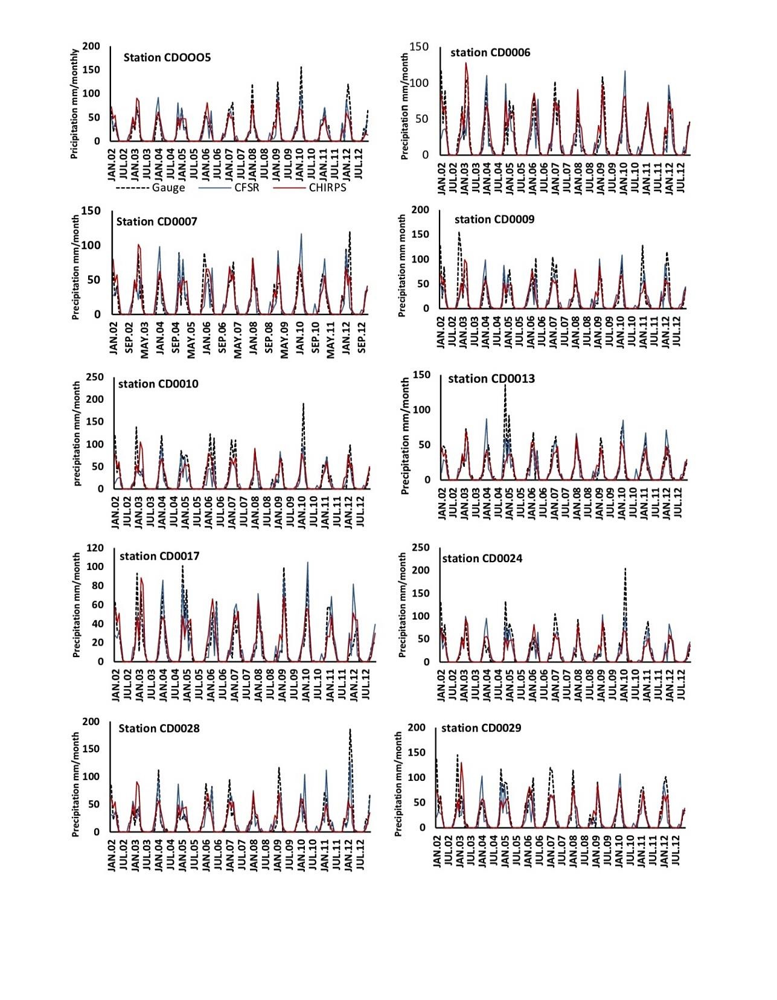 Station CDOOO5
Pricipitation mm/monthly
200
150
100
50
0
JAN.02 JUL.02 JAN.03 JUL.03 JAN.04 JUL.04 JAN.05 JUL.05 JAN.06 JUL.06 JAN.07 JUL.07 JAN.08 JUL.08 JAN.09 JUL.09 JAN.10 JUL.10 JAN.11 JUL.11 JAN.12 JUL.12
Gauge CFSR CHIRPS
station CD0006
Precipitation mm/month
150
100
50
0
JAN.02 JUL.02 JAN.03 JUL.03 JAN.04 JUL.04 JAN.05 JUL.05 JAN.06 JUL.06 JAN.07 JUL.07 JAN.08 JUL.08 JAN.09 JUL.09 JAN.10 JUL.10 JAN.11 JUL.11 JAN.12 JUL.12
Station CD0007
Precipitation mm/month
150
100
50
0
JAN.02 SEP.02 MAY.03 JAN.04 SEP.04 MAY.05 JAN.06 SEP.06 MAY.07 JAN.08 SEP.08 MAY.09 JAN.10 SEP.10 MAY.11 JAN.12 SEP.12
station CD0009
Precipitation mm month
200
150
100
50
0
JAN.02 JUL.02 JAN.03 JUL.03 JAN.04 JUL.04 JAN.05 JUL.05 JAN.06 JUL.06 JAN.07 JUL.07 JAN.08 JUL.08 JAN.09 JUL.09 JAN.10 JUL.10 JAN.11 JUL.11 JAN.12 JUL.12
station CD0010
precipitation mm/month
250
200
150
100
50
0
JAN.02 JUL.02 JAN.03 JUL.03 JAN.04 JUL.04 JAN.05 JUL.05 JAN.06 JUL.06 JAN.07 JUL.07 JAN.08 JUL.08 JAN.09 JUL.09 JAN.10 JUL.10 JAN.11 JUL.11 JAN.12 JUL.12
station CD0013
Precipitaion mm/month
150
100
50
0
JAN.02 JUL.02 JAN.03 JUL.03 JAN.04 JUL.04 JAN.05 JUL.05 JAN.06 JUL.06 JAN.07 JUL.07 JAN.08 JUL.08 JAN.09 JUL.09 JAN.10 JUL.10 JAN.11 JUL.11 JAN.12 JUL.12
station CD0017
Precipitation mm/month
120
100
80
60
40
20
0
JAN.02 JUL.02 JAN.03 JUL.03 JAN.04 JUL.04 JAN.05 JUL.05 JAN.06 JUL.06 JAN.07 JUL.07 JAN.08 JUL.08 JAN.09 JUL.09 JAN.10 JUL.10 JAN.11 JUL.11 JAN.12 JUL.12
station CD0024
Precipitation mm/month
250
200
150
100
50
0
JAN.02 JUL.02 JAN.03 JUL.03 JAN.04 JUL.04 JAN.05 JUL.05 JAN.06 JUL.06 JAN.07 JUL.07 JAN.08 JUL.08 JAN.09 JUL.09 JAN.10 JUL.10 JAN.11 JUL.11 JAN.12 JUL.12
Station CD0028
Precipitation mm/month
200
150
100
50
0
JAN.02 JUL.02 JAN.03 JUL.03 JAN.04 JUL.04 JAN.05 JUL.05 JAN.06 JUL.06 JAN.07 JUL.07 JAN.08 JUL.08 JAN.09 JUL.09 JAN.10 JUL.10 JAN.11 JUL.11 JAN.12 JUL.12
station CD0029
Precipitation mm/month
200
150
100
50
0
JAN.02 JUL.02 JAN.03 JUL.03 JAN.04 JUL.04 JAN.05 JUL.05 JAN.06 JUL.06 JAN.07 JUL.07 JAN.08 JUL.08 JAN.09 JUL.09 JAN.10 JUL.10 JAN.11 JUL.11 JAN.12 JUL.12